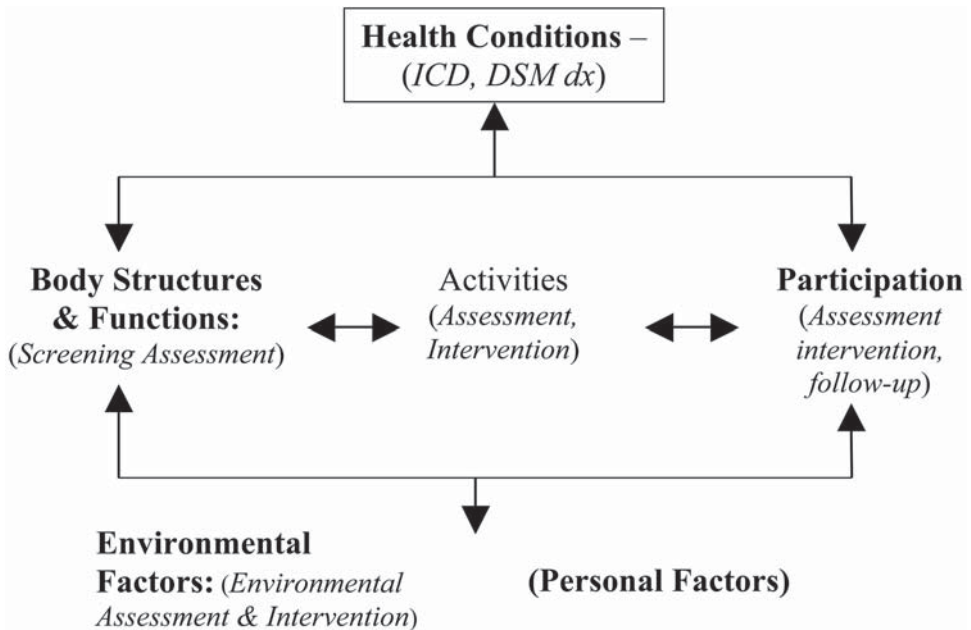 Health Conditions –
(ICD, DSM dx)
Body Structures
& Functions:
(Screening Assessment)
Activities
(Assessment,
Intervention)
Participation
(Assessment
intervention,
follow-up)
Environmental
Factors: (Environmental
Assessment & Intervention)
(Personal Factors)